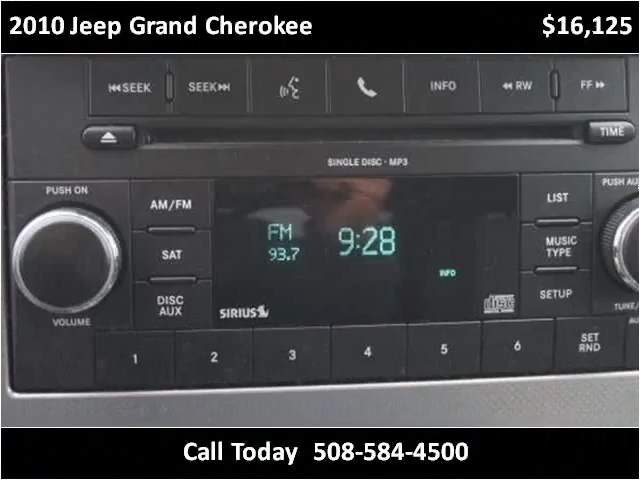 2010 Jeep Grand Cherokee $16,125
SEEK SEEK INFO RW FF
TIME
SINGLE DISC - MP3
PUSH ON PUSH AU
AM/FM LIST
FM 9:28
93.7
SAT MUSIC TYPE
INFO
DISC AUX SETUP
SIRIUS disc
VOLUME TUNE/
1 2 3 4 5 6 SET RND
Call Today 508-584-4500